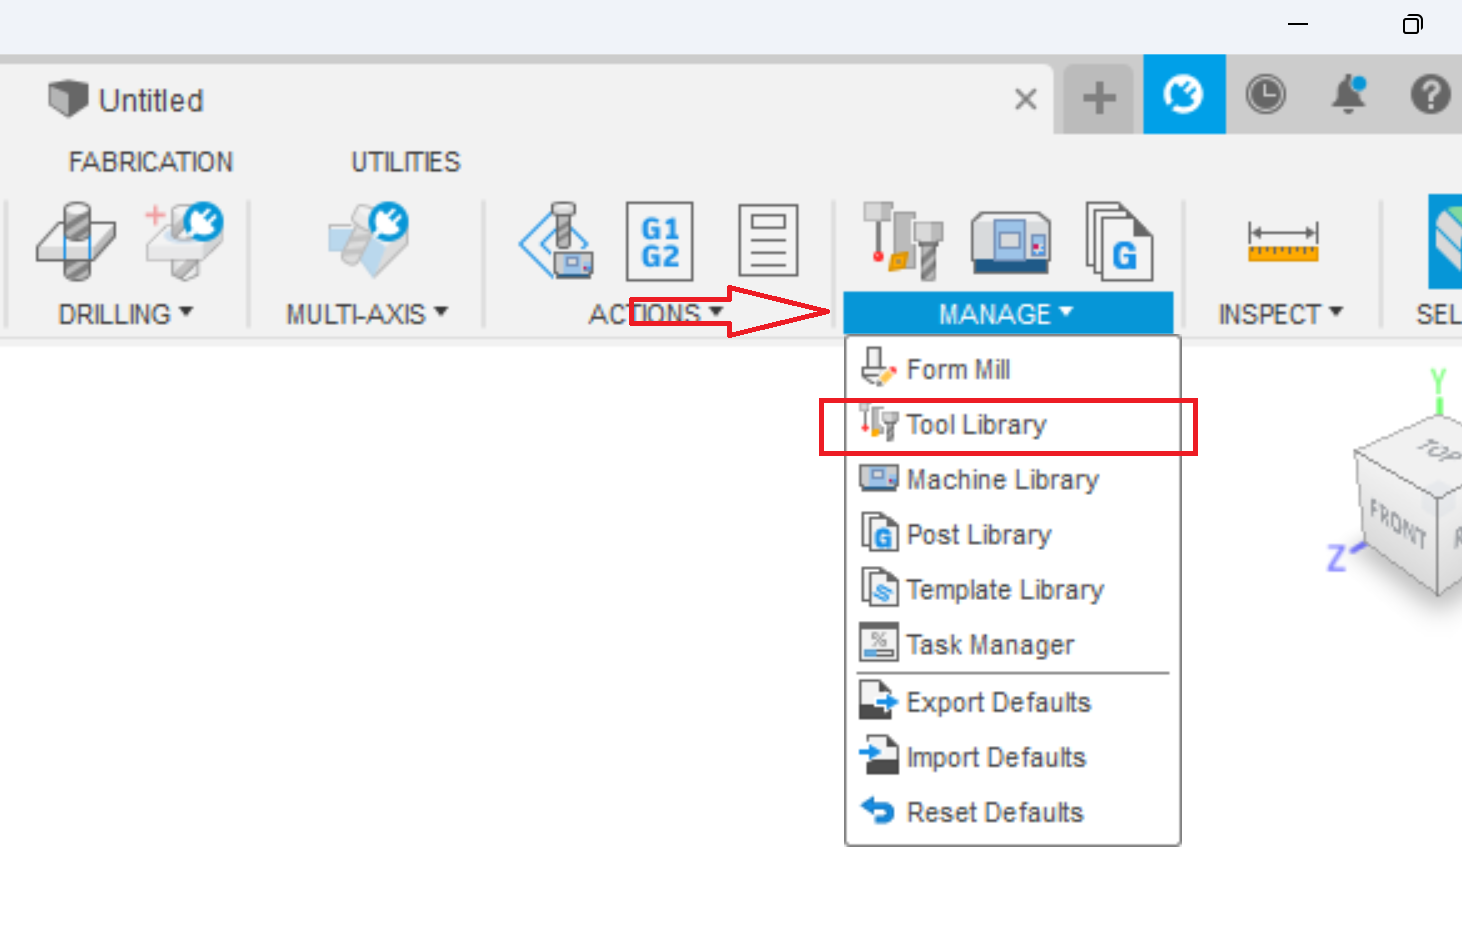 Untitled
FABRICATION UTILITIES
G1
G2
G
DRILLING MULTI-AXIS ACTIONS MANAGE INSPECT SEL
Form Mill
Tool Library
Machine Library
G Post Library
Template Library
% Task Manager
Export Defaults
Import Defaults
Reset Defaults
Y
TOP
FRONT
Z